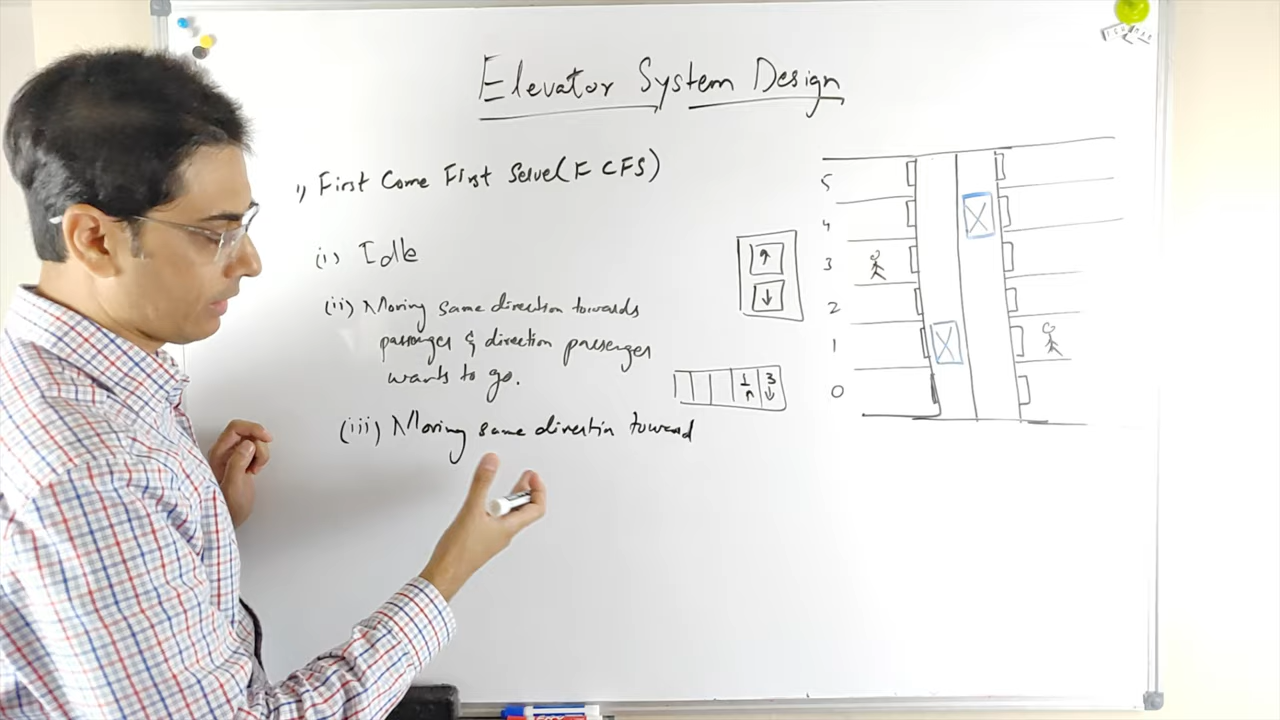 Elevator System Design
1) First Come First Serve (FCFS)
(i) Idle
(ii) Moving same direction towards
passenger & direction passenger
wants to go.
(iii) Moving same direction toward
↑
↓
1 3
↑ ↓
5
4
3
2
1
0